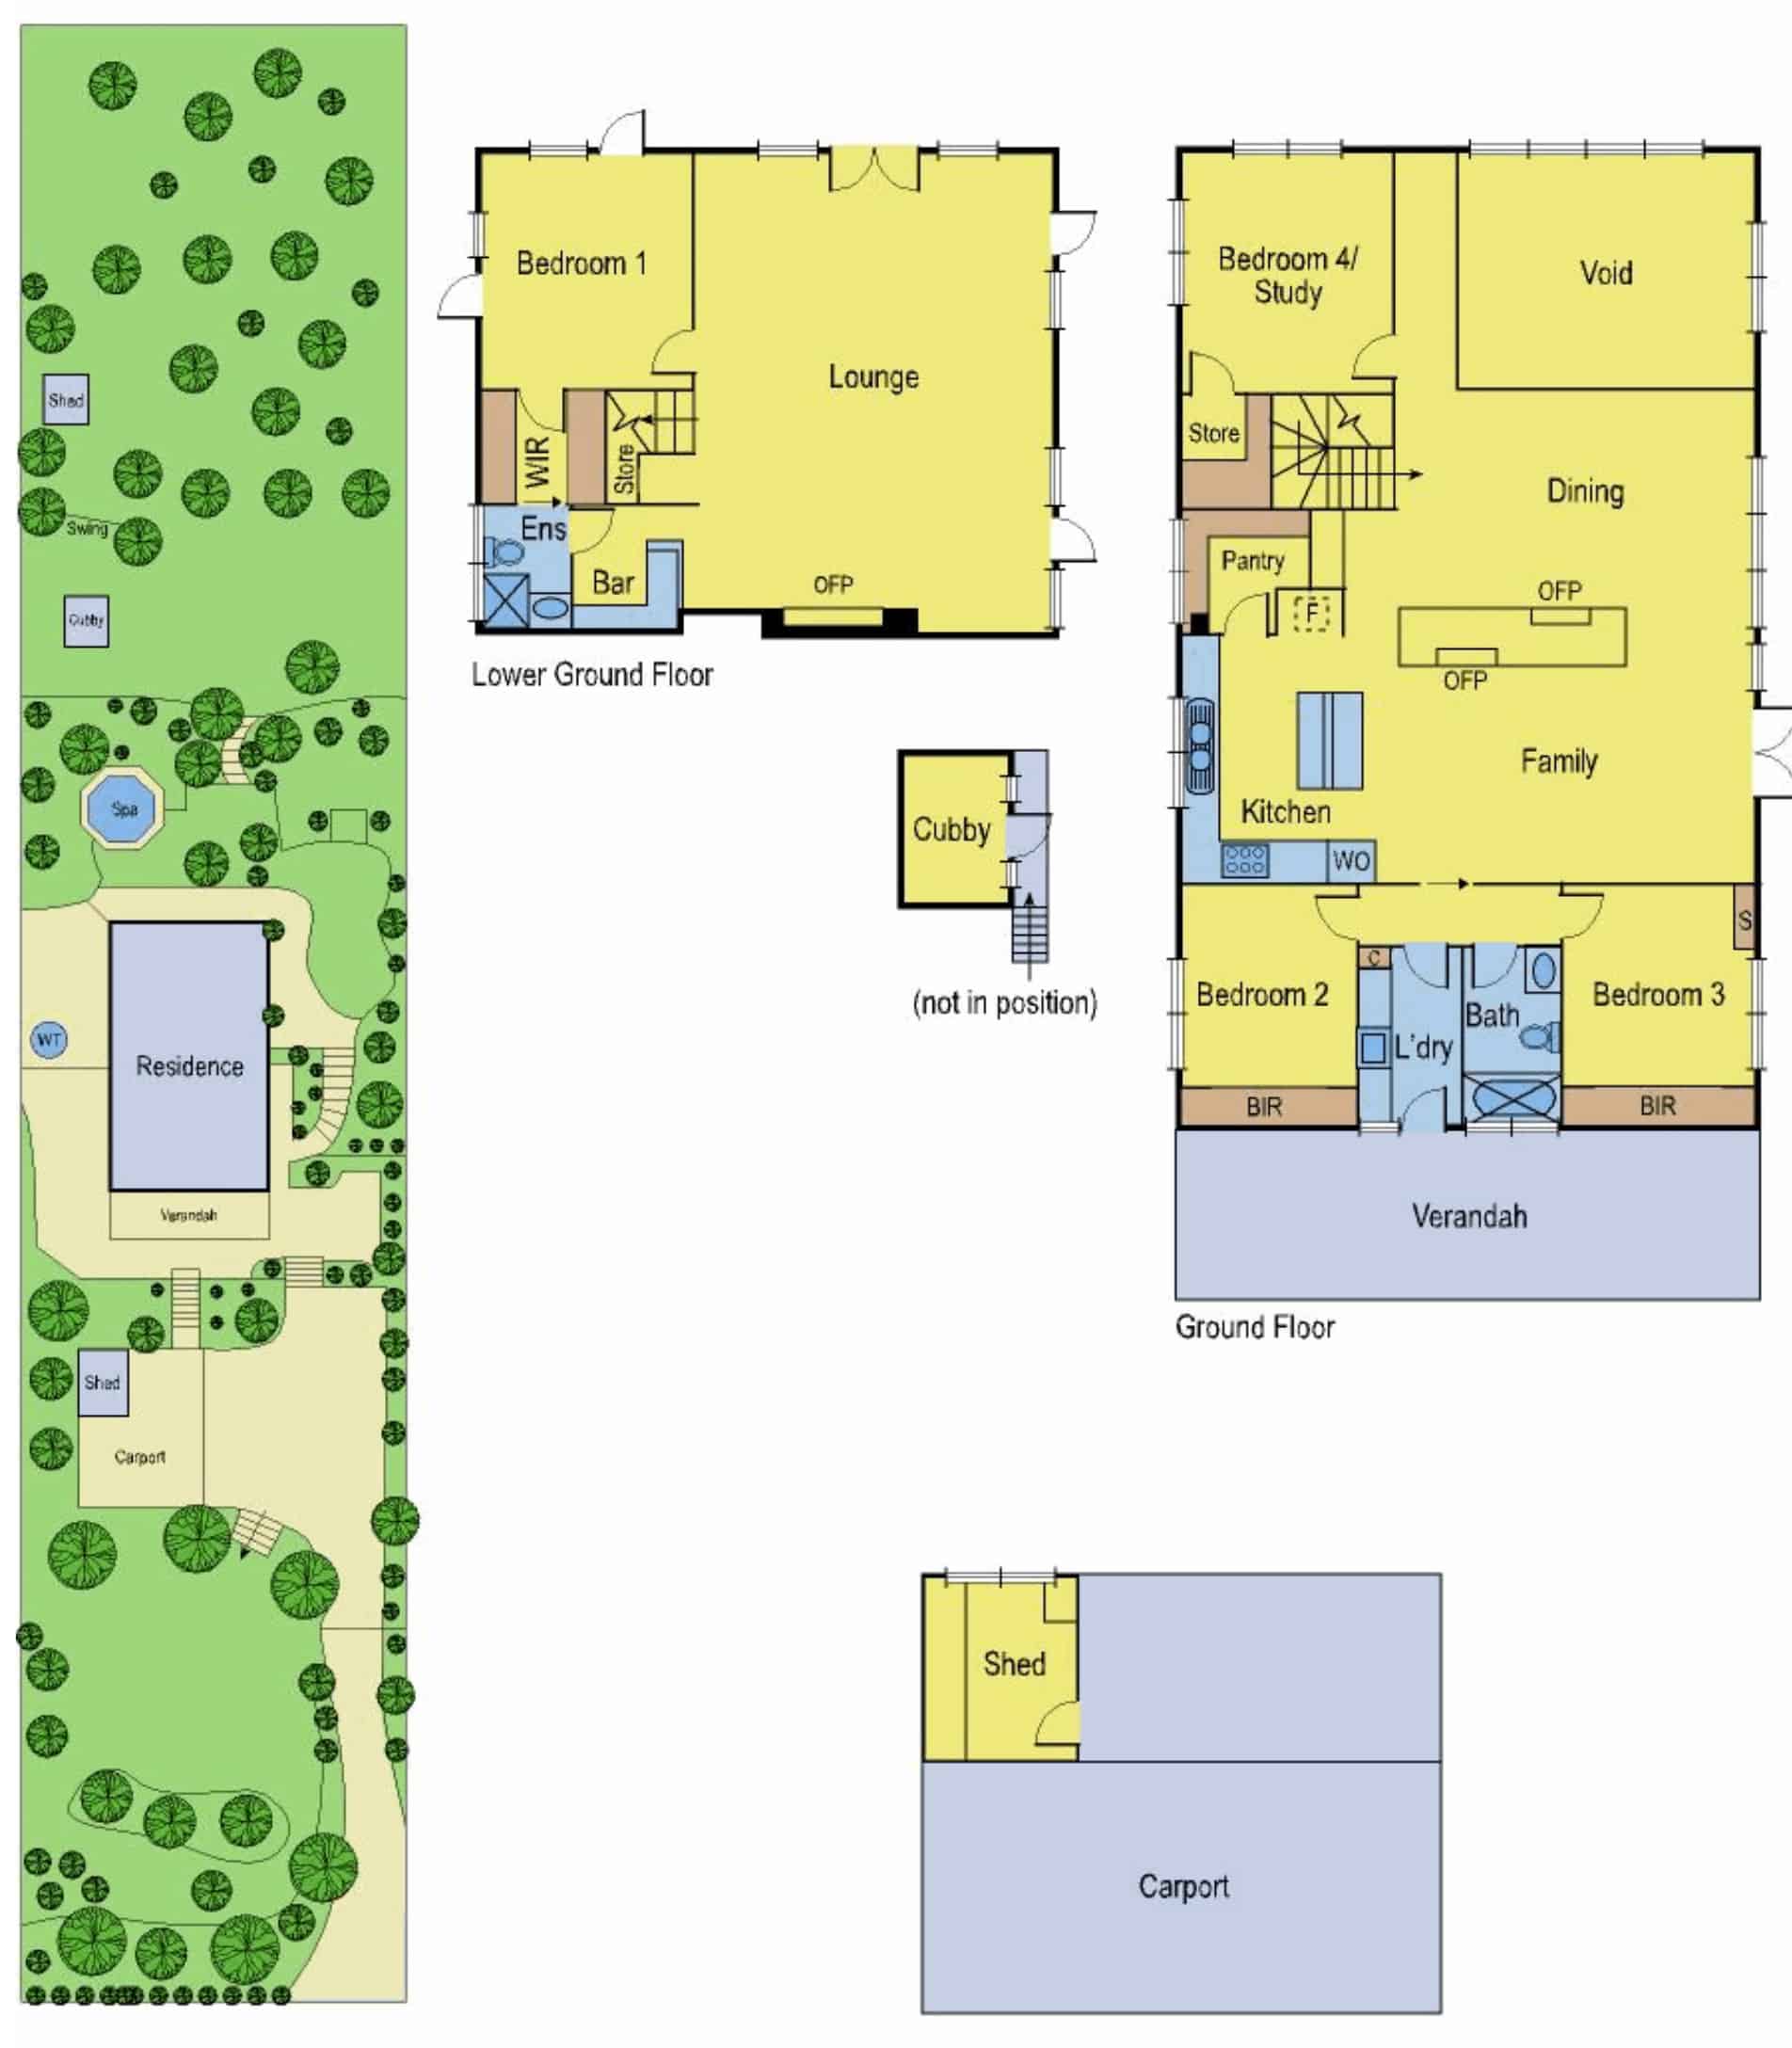 Shed
Swing
Cubby
Spa
WT
Residence
Verandah
Shed
Carport
Bedroom 1
Lounge
WIR
Store
Ens
Bar
OFP
Lower Ground Floor
Cubby
(not in position)
Bedroom 4/
Study
Void
Store
Dining
Pantry
F
OFP
OFP
Family
Kitchen
WO
S
C
Bedroom 2
L'dry
Bath
Bedroom 3
BIR
BIR
Verandah
Ground Floor
Shed
Carport